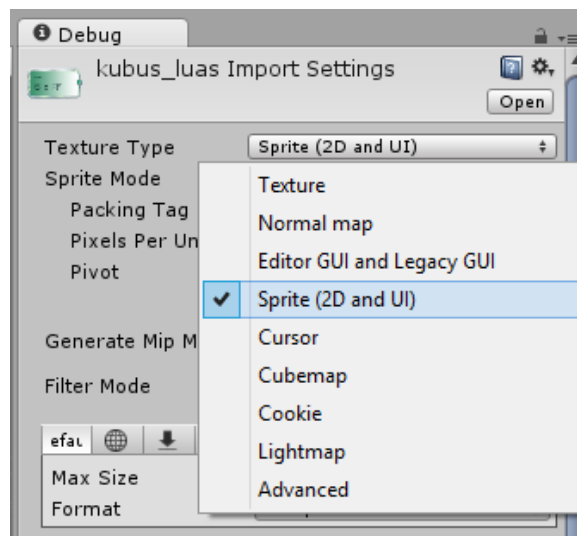 Debug
kubus_luas Import Settings
Open
Texture Type Sprite (2D and UI)
Sprite Mode
Texture
Packing Tag
Normal map
Pixels Per Un
Editor GUI and Legacy GUI
Pivot
Sprite (2D and UI)
Cursor
Generate Mip M
Cubemap
Filter Mode
Cookie
efau
Lightmap
Max Size
Advanced
Format